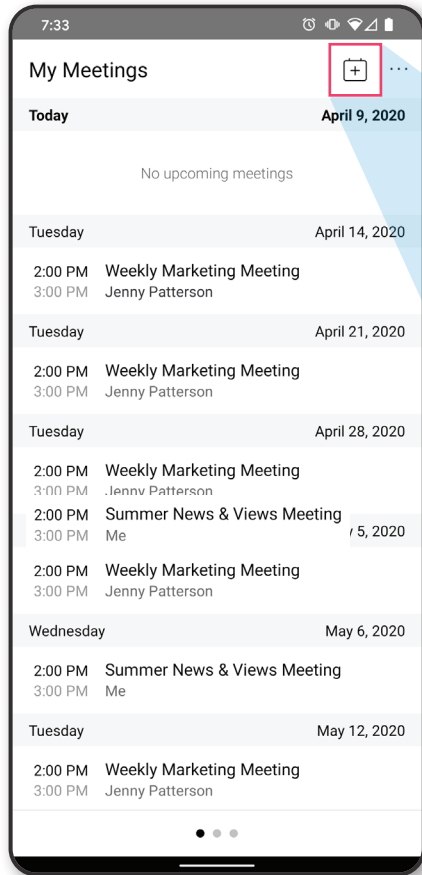 7:33
My Meetings
Today April 9, 2020
No upcoming meetings
Tuesday April 14, 2020
2:00 PM Weekly Marketing Meeting
3:00 PM Jenny Patterson
Tuesday April 21, 2020
2:00 PM Weekly Marketing Meeting
3:00 PM Jenny Patterson
Tuesday April 28, 2020
2:00 PM Weekly Marketing Meeting
3:00 PM Jenny Patterson
2:00 PM Summer News & Views Meeting
3:00 PM Me
5, 2020
2:00 PM Weekly Marketing Meeting
3:00 PM Jenny Patterson
Wednesday May 6, 2020
2:00 PM Summer News & Views Meeting
3:00 PM Me
Tuesday May 12, 2020
2:00 PM Weekly Marketing Meeting
3:00 PM Jenny Patterson